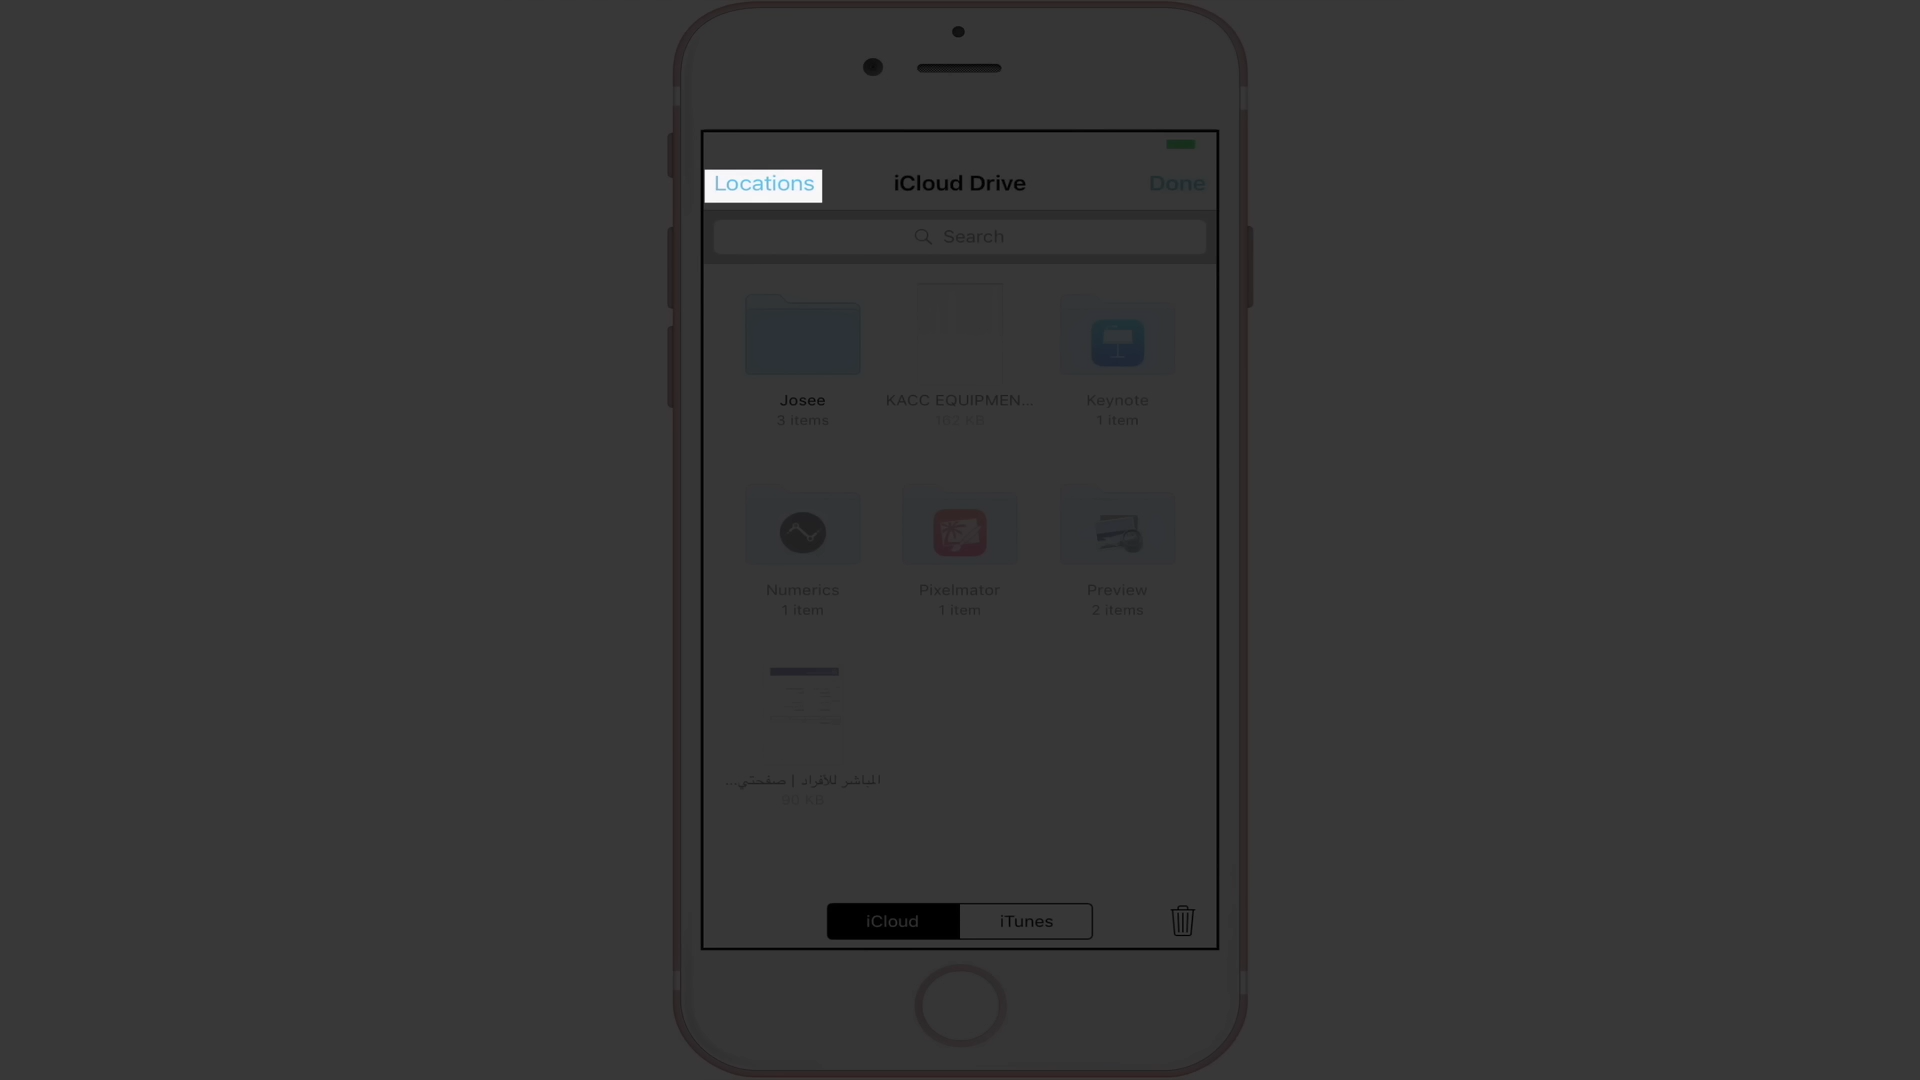 Locations
iCloud Drive
Done
Search
Josee
3 items
KACC EQUIPMEN...
162 KB
Keynote
1 item
Numerics
1 item
Pixelmator
1 item
Preview
2 items
المباشر للأفراد | صفحتي...
90 KB
iCloud
iTunes